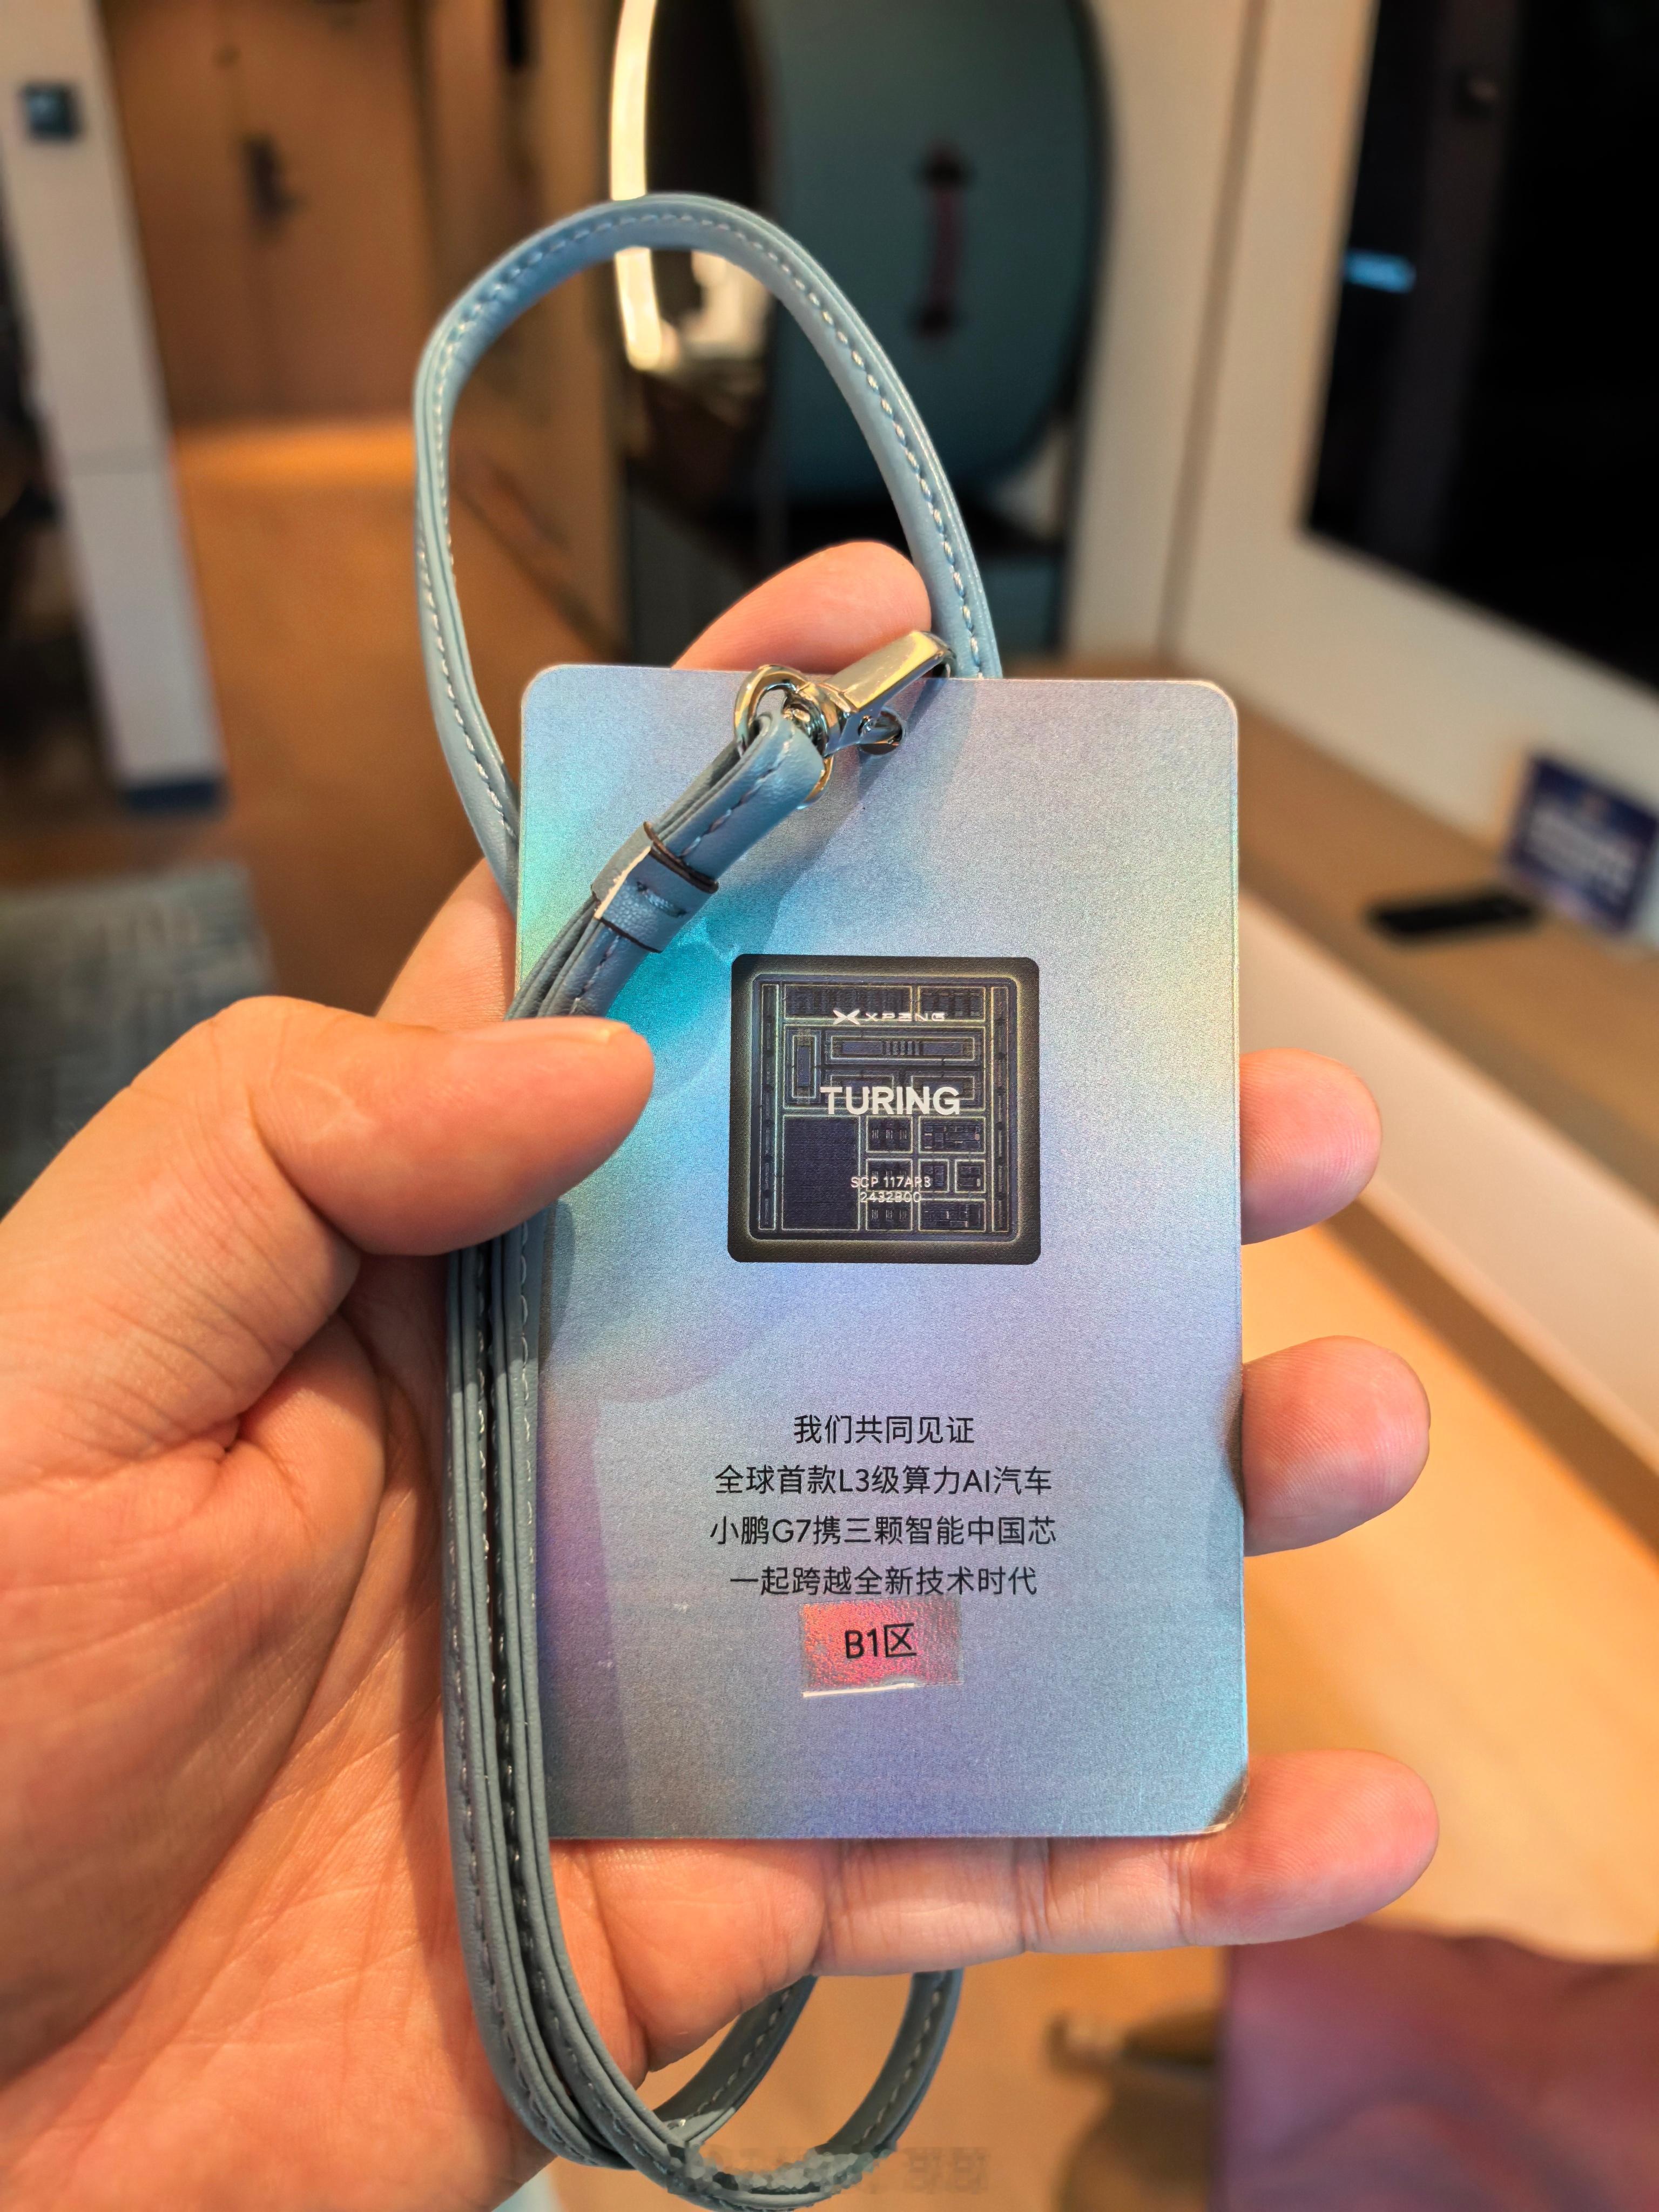 XPENG
TURING
SCP 117AR3
2432B00
我们共同见证
全球首款L3级算力AI汽车
小鹏G7携三颗智能中国芯
一起跨越全新技术时代
B1区